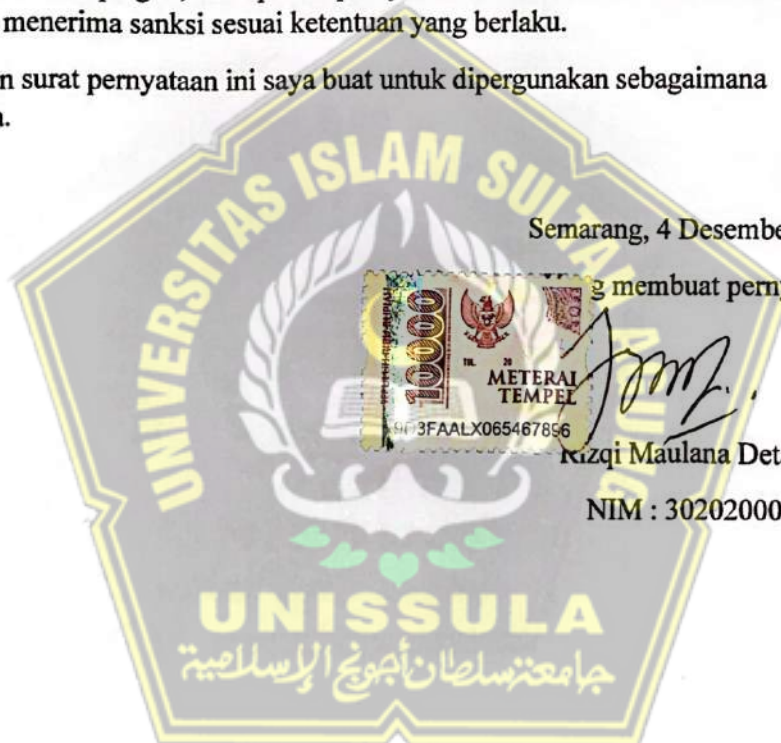 menerima sanksi sesuai ketentuan yang berlaku.
n surat pernyataan ini saya buat untuk dipergunakan sebagaimana
UNIVERSITAS ISLAM SULTAN AGUNG
Semarang, 4 Desembe
g membuat perny
10000
METERAI
TEMPEL
3FAALX065467896
Rizqi Maulana Det
NIM : 30202000
UNISSULA
جامعة سلطان أجونج الإسلامية